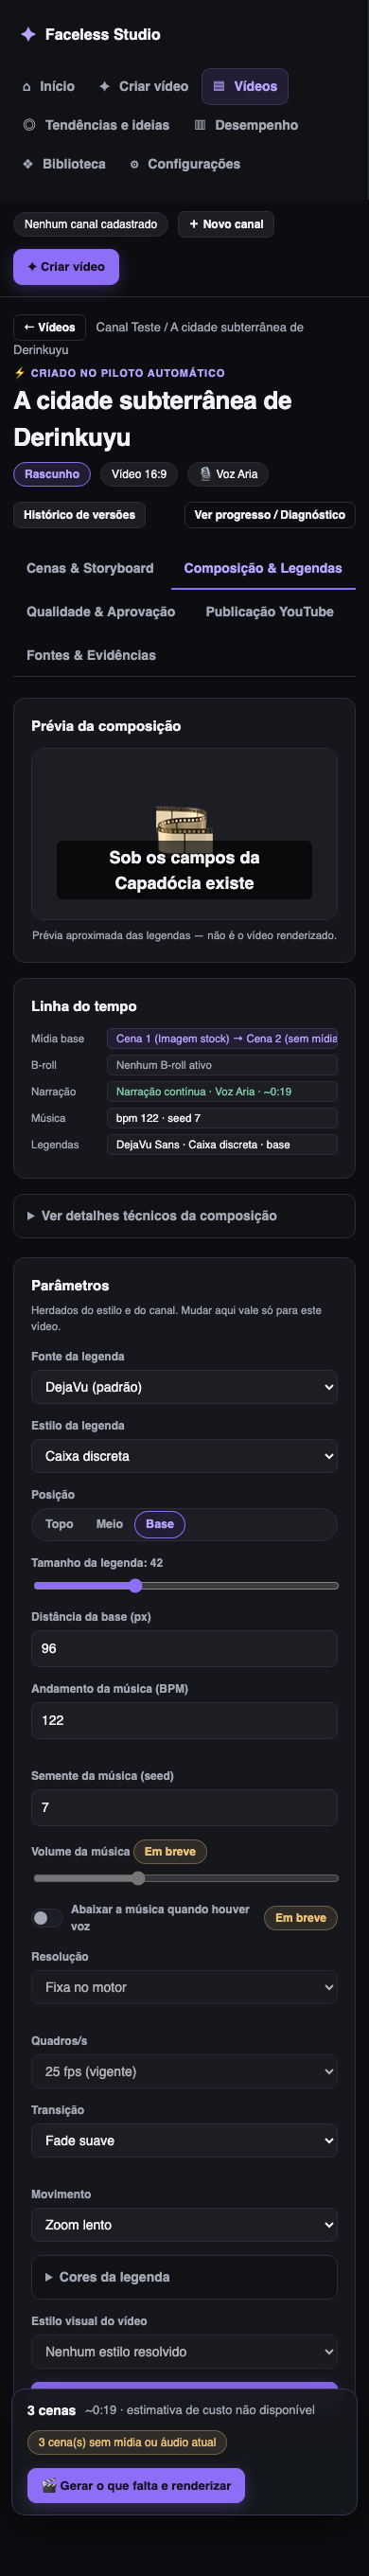 Faceless Studio
Início Criar vídeo Vídeos
Tendências e ideias Desempenho
Biblioteca Configurações
Nenhum canal cadastrado + Novo canal
Criar vídeo
← Vídeos Canal Teste / A cidade subterrânea de
Derinkuyu
CRIADO NO PILOTO AUTOMÁTICO
A cidade subterrânea de
Derinkuyu
Rascunho Vídeo 16:9 Voz Aria
Histórico de versões Ver progresso / Diagnóstico
Cenas & Storyboard Composição & Legendas
Qualidade & Aprovação Publicação YouTube
Fontes & Evidências
Prévia da composição
Sob os campos da
Capadócia existe
Prévia aproximada das legendas — não é o vídeo renderizado.
Linha do tempo
Mídia base Cena 1 (Imagem stock) → Cena 2 (sem mídia
B-roll Nenhum B-roll ativo
Narração Narração contínua · Voz Aria · ~0:19
Música bpm 122 · seed 7
Legendas DejaVu Sans · Caixa discreta · base
Ver detalhes técnicos da composição
Parâmetros
Herdados do estilo e do canal. Mudar aqui vale só para este
vídeo.
Fonte da legenda
DejaVu (padrão)
Estilo da legenda
Caixa discreta
Posição
Topo Meio Base
Tamanho da legenda: 42
Distância da base (px)
96
Andamento da música (BPM)
122
Semente da música (seed)
7
Volume da música Em breve
Abaixar a música quando houver
voz Em breve
Resolução
Fixa no motor
Quadros/s
25 fps (vigente)
Transição
Fade suave
Movimento
Zoom lento
Cores da legenda
Estilo visual do vídeo
Nenhum estilo resolvido
3 cenas ~0:19 · estimativa de custo não disponível
3 cena(s) sem mídia ou áudio atual
Gerar o que falta e renderizar